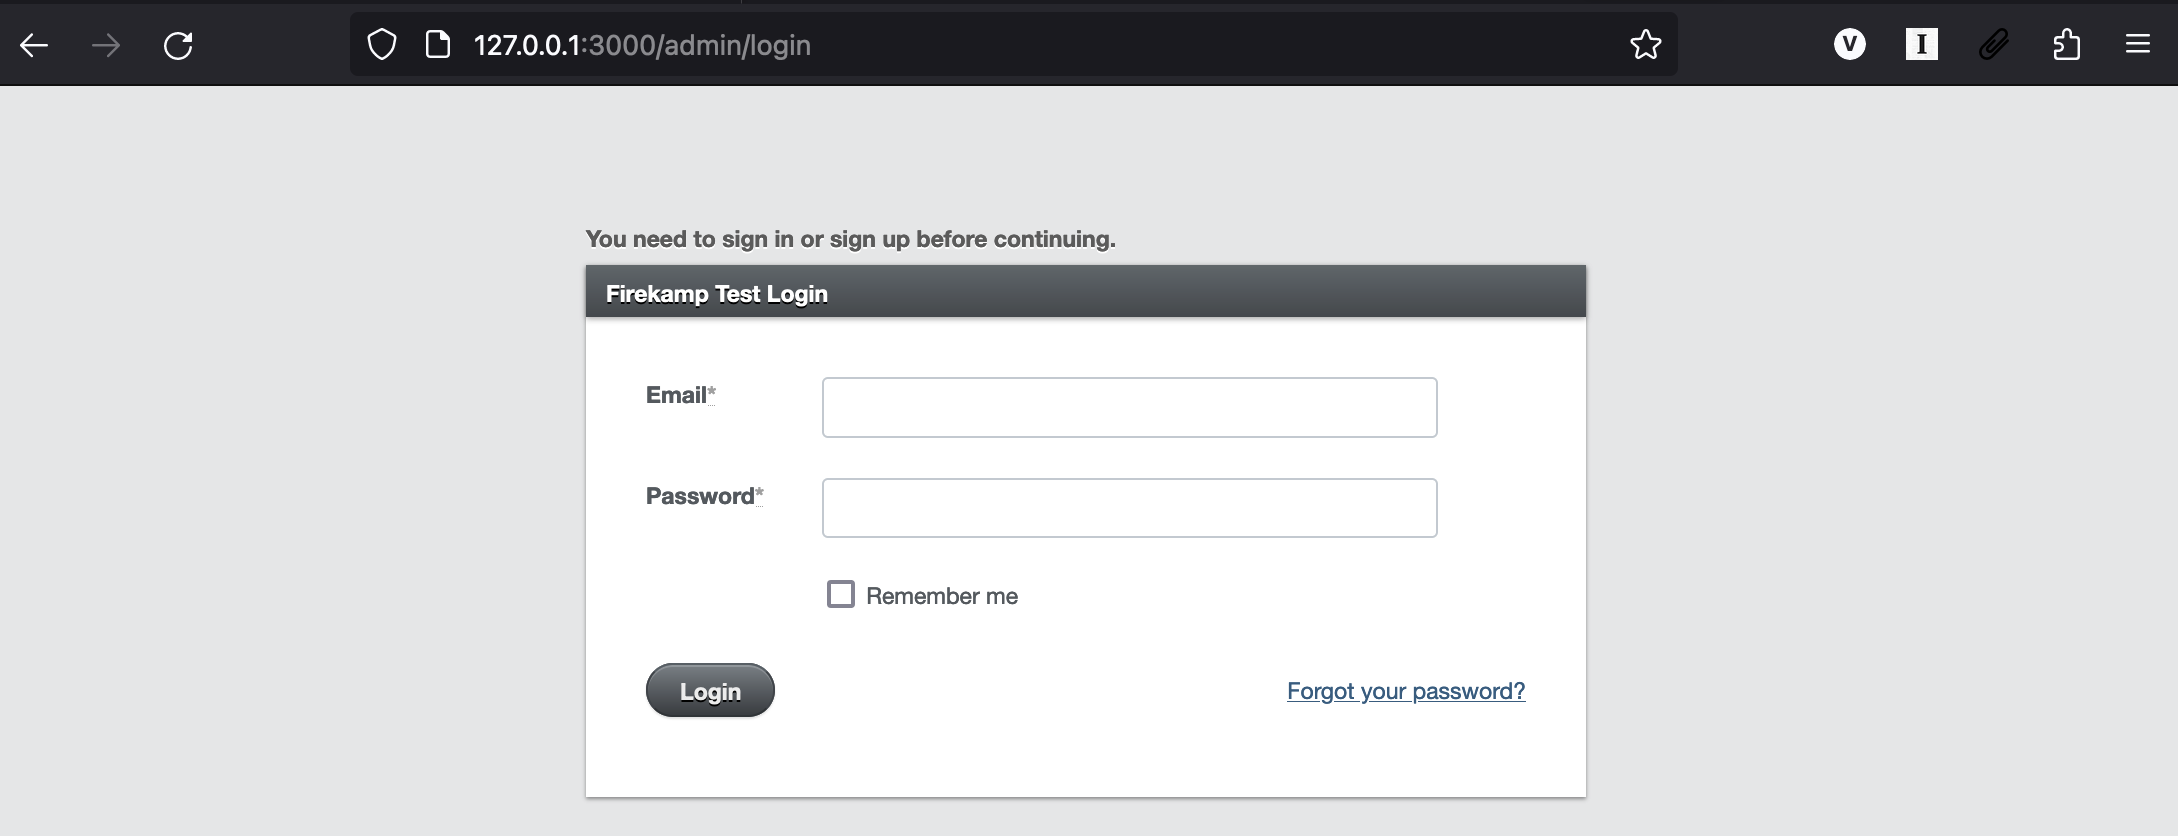 127.0.0.1:3000/admin/login
V
I
You need to sign in or sign up before continuing.
Firekamp Test Login
Email*
Password*
Remember me
Login
Forgot your password?